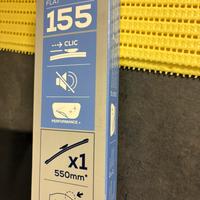 FLAT
155
CLIC
PERFORMANCE +
x1
550mm*